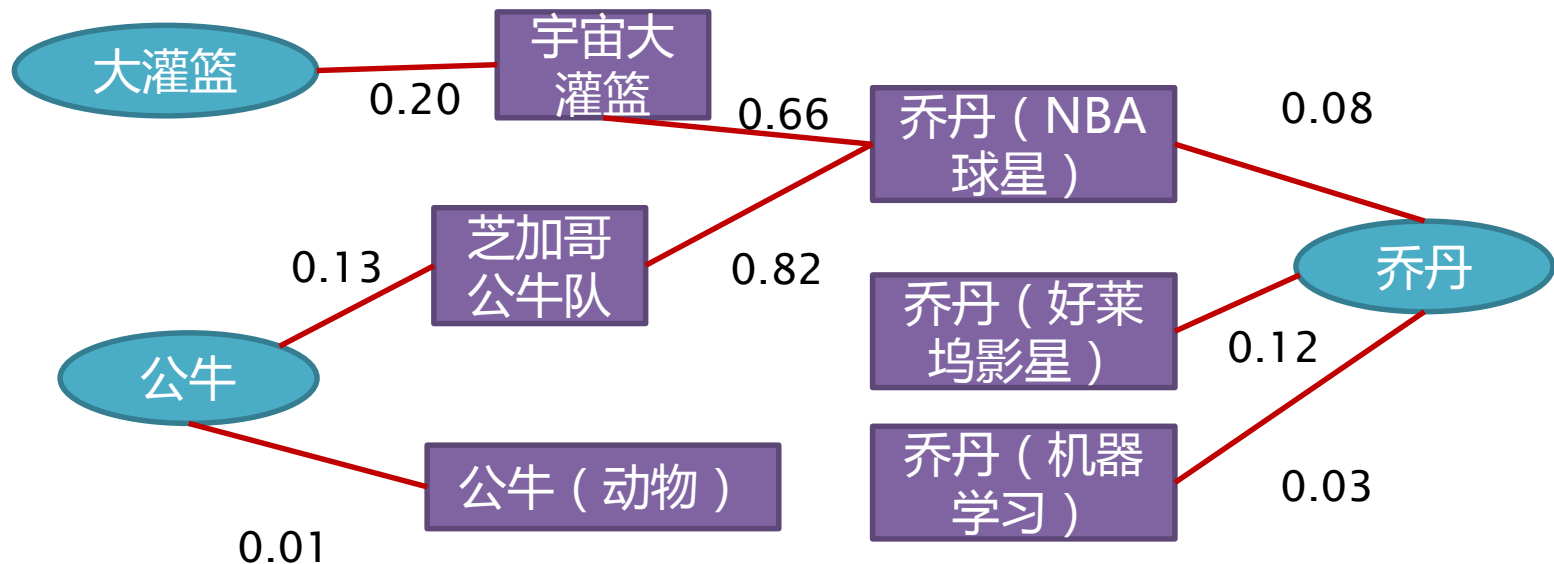 大灌篮
宇宙大
灌篮
0.20
0.66
乔丹（NBA
球星）
0.08
芝加哥
公牛队
0.13
0.82
乔丹
乔丹（好莱
坞影星）
0.12
公牛
公牛（动物）
乔丹（机器
学习）
0.03
0.01